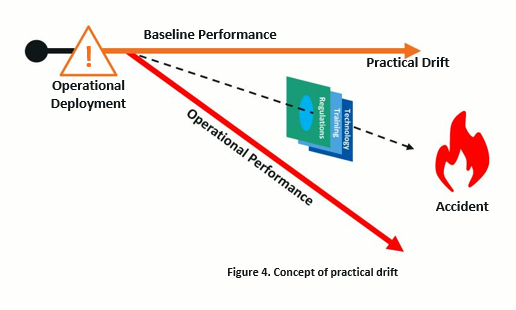 Baseline Performance
Practical Drift
!
Operational
Deployment
Regulations
Training
Technology
Operational Performance
Accident
Figure 4. Concept of practical drift